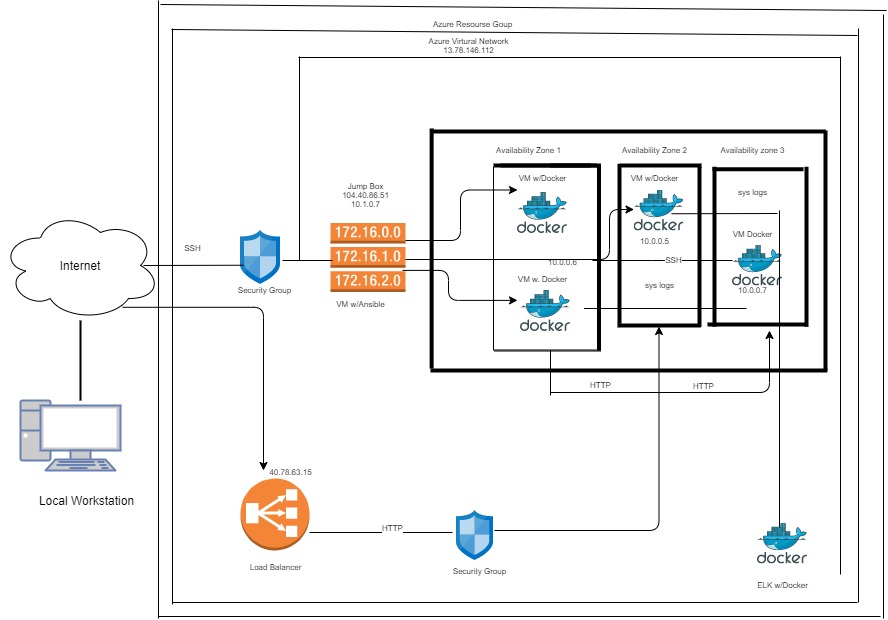 Azure Resourse Goup
Azure Virtural Network
13.78.146.112
Availability Zone 1
Availability Zone 2
Availability zone 3
VM w/Docker
docker
VM w/Docker
docker
10.0.0.5
sys logs
sys logs
VM Docker
docker
10.0.0.7
Jump Box
104.40.86.51
10.1.0.7
172.16.0.0
172.16.1.0
172.16.2.0
VM w/Ansible
SSH
Internet
Security Group
10.0.0.6
SSH
VM w. Docker
docker
HTTP
HTTP
Local Workstation
40.78.63.15
Load Balancer
HTTP
Security Group
docker
ELK w/Docker